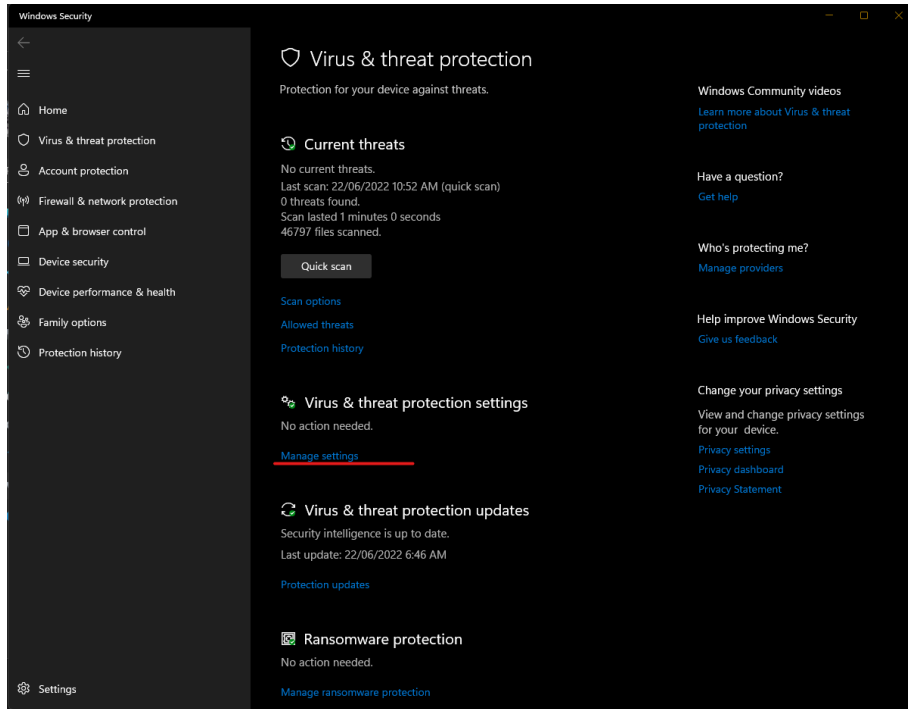 Windows Security
Home
Virus & threat protection
Account protection
Firewall & network protection
App & browser control
Device security
Device performance & health
Family options
Protection history
Settings
Virus & threat protection
Protection for your device against threats.
Current threats
No current threats.
Last scan: 22/06/2022 10:52 AM (quick scan)
0 threats found.
Scan lasted 1 minutes 0 seconds
46797 files scanned.
Quick scan
Scan options
Allowed threats
Protection history
Virus & threat protection settings
No action needed.
Manage settings
Virus & threat protection updates
Security intelligence is up to date.
Last update: 22/06/2022 6:46 AM
Protection updates
Ransomware protection
No action needed.
Manage ransomware protection
Windows Community videos
Learn more about Virus & threat
protection
Have a question?
Get help
Who's protecting me?
Manage providers
Help improve Windows Security
Give us feedback
Change your privacy settings
View and change privacy settings
for your device.
Privacy settings
Privacy dashboard
Privacy Statement